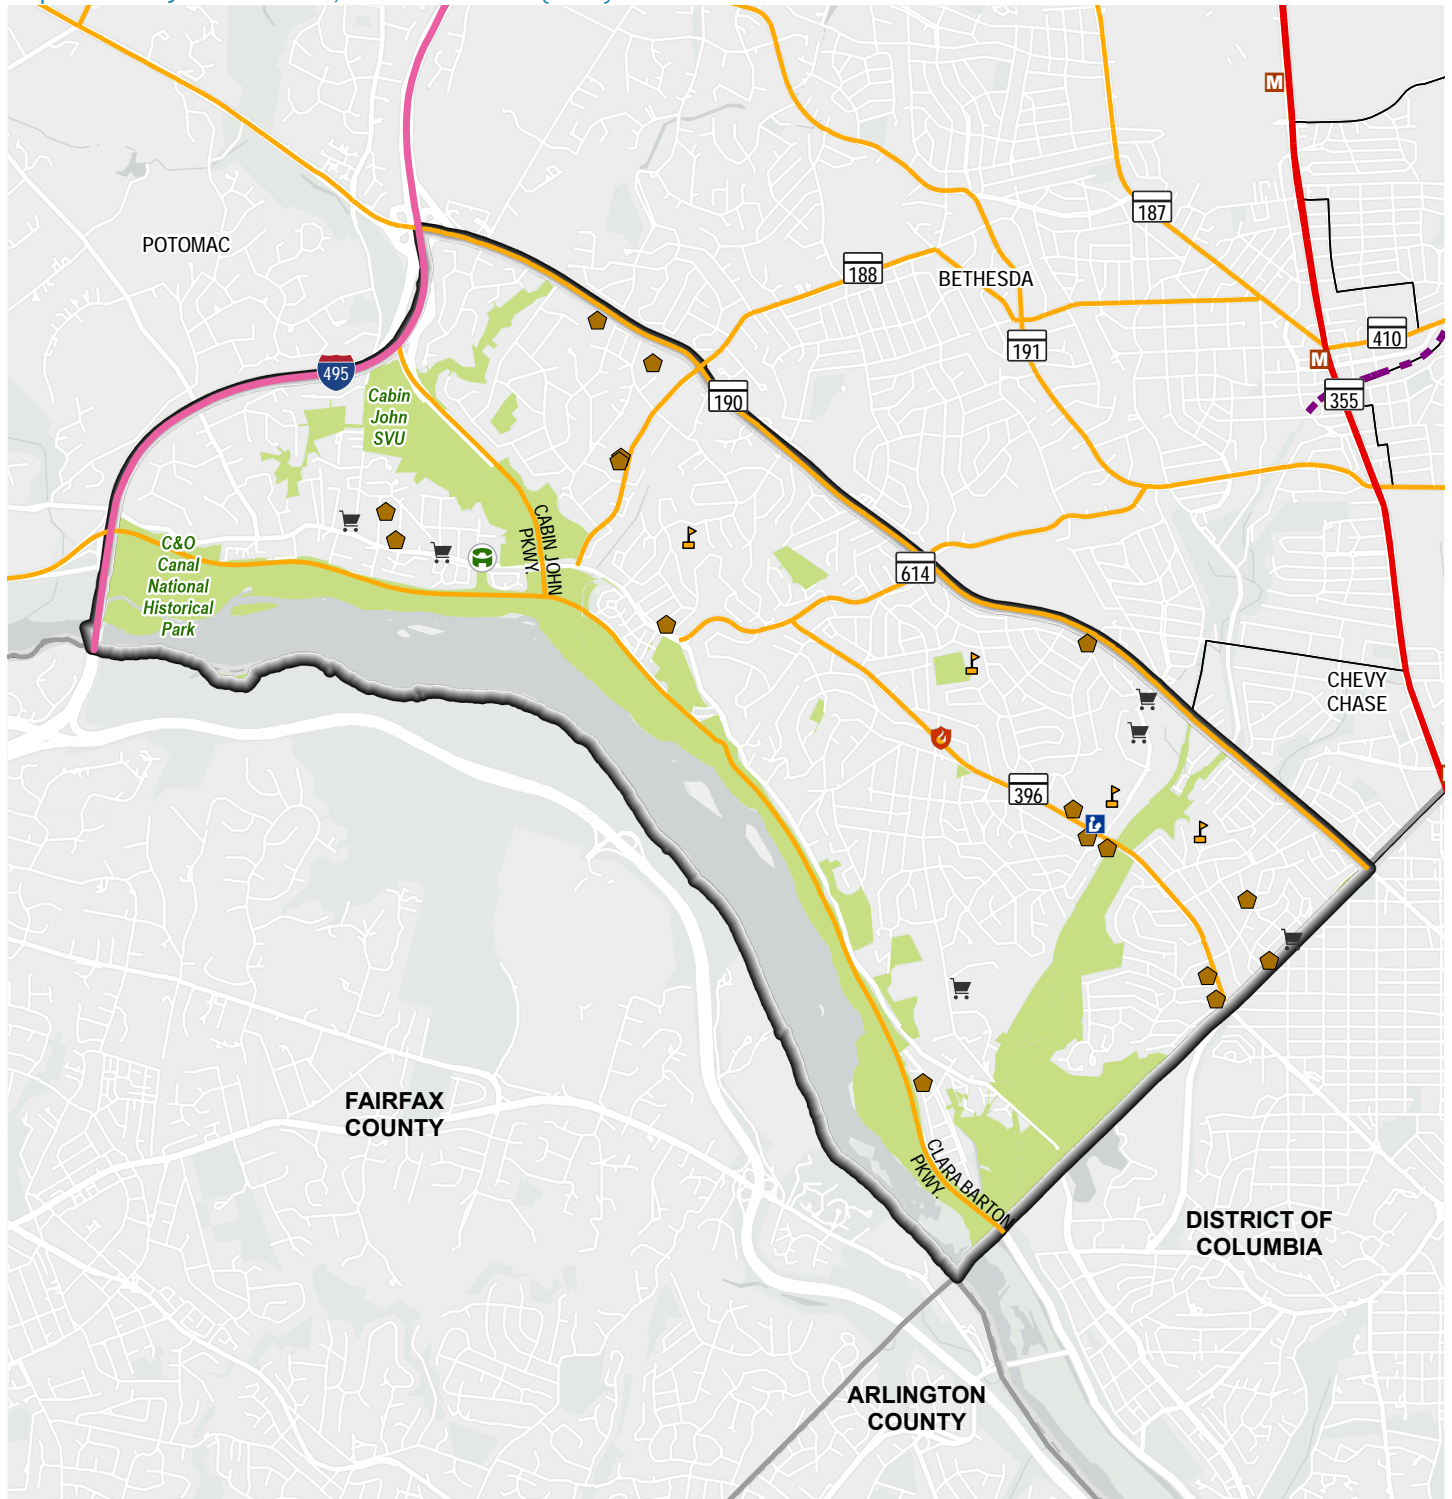 M
187
POTOMAC
188
BETHESDA
410
191
M
495
190
355
Cabin
John
SVU
CABIN JOHN
PKWY.
C&O
Canal
National
Historical
Park
614
CHEVY
CHASE
396
FAIRFAX
COUNTY
CLARA BARTON
PKWY.
DISTRICT OF
COLUMBIA
ARLINGTON
COUNTY